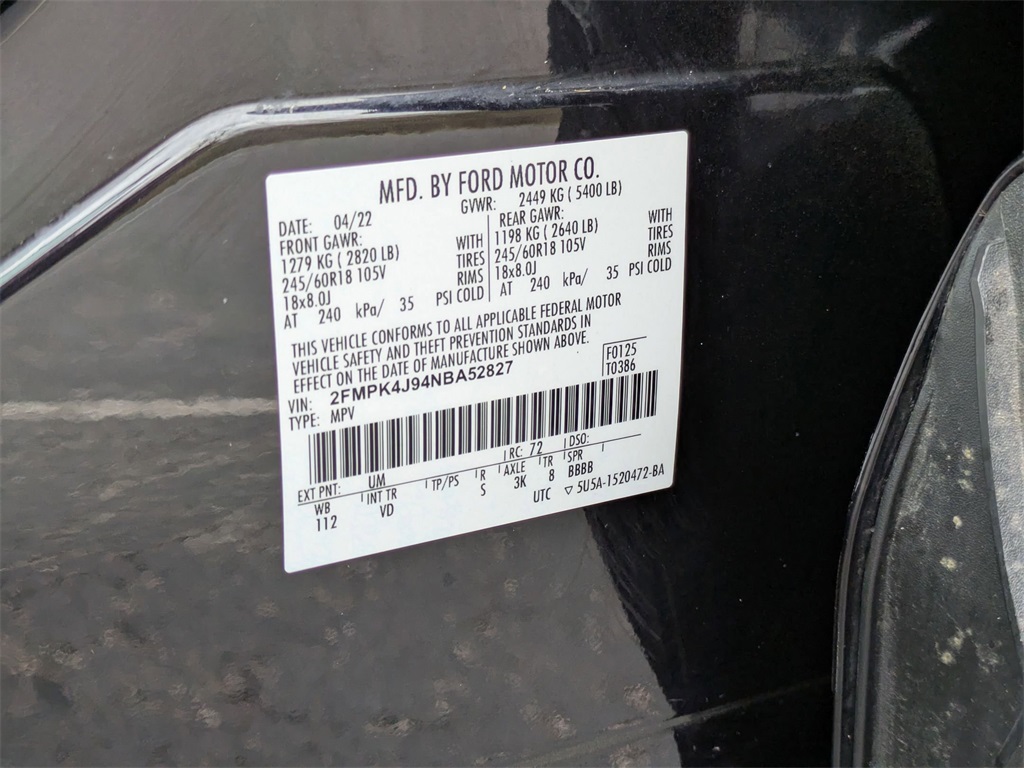 MFD. BY FORD MOTOR CO.
DATE: 04/22 GVWR: 2449 KG ( 5400 LB)
FRONT GAWR: WITH REAR GAWR: WITH
1279 KG ( 2820 LB) TIRES 1198 KG ( 2640 LB) TIRES
245/60R18 105V RIMS 245/60R18 105V RIMS
18x8.0J 18x8.0J
AT 240 kPa/ 35 PSI COLD AT 240 kPa/ 35 PSI COLD
THIS VEHICLE CONFORMS TO ALL APPLICABLE FEDERAL MOTOR
VEHICLE SAFETY AND THEFT PREVENTION STANDARDS IN
EFFECT ON THE DATE OF MANUFACTURE SHOWN ABOVE.
VIN: 2FMPK4J94NBA52827 F0125
TYPE: MPV T0386
EXT PNT: UM RC: 72 DSO:
WB INT TR TP/PS R AXLE TR SPR
112 VD S 3K 8 BBBB
UTC ▽ 5U5A-1520472-BA